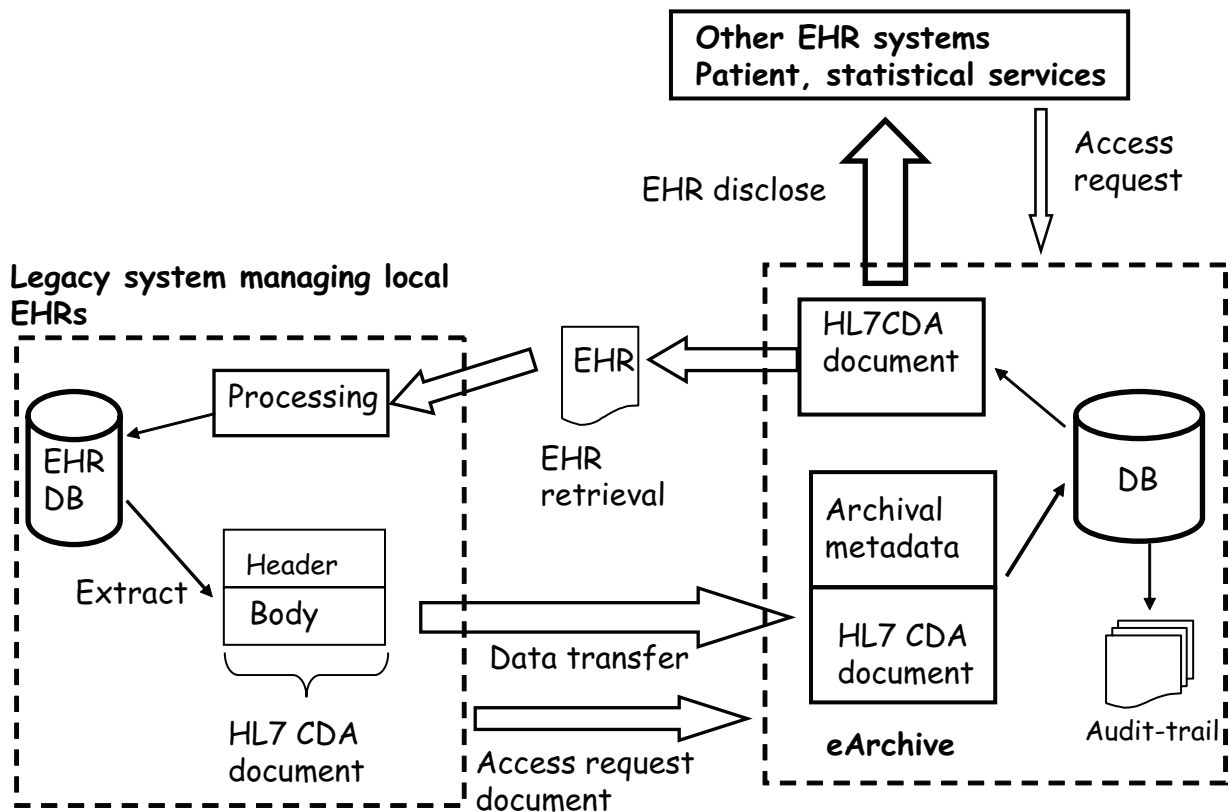 Other EHR systems
Patient, statistical services
Access
request
EHR disclose
Legacy system managing local
EHRs
HL7CDA
document
EHR
Processing
EHR
DB
EHR
retrieval
DB
Archival
metadata
Header
Extract
Body
HL7 CDA
document
Data transfer
HL7 CDA
document
Audit-trail
eArchive
Access request
document